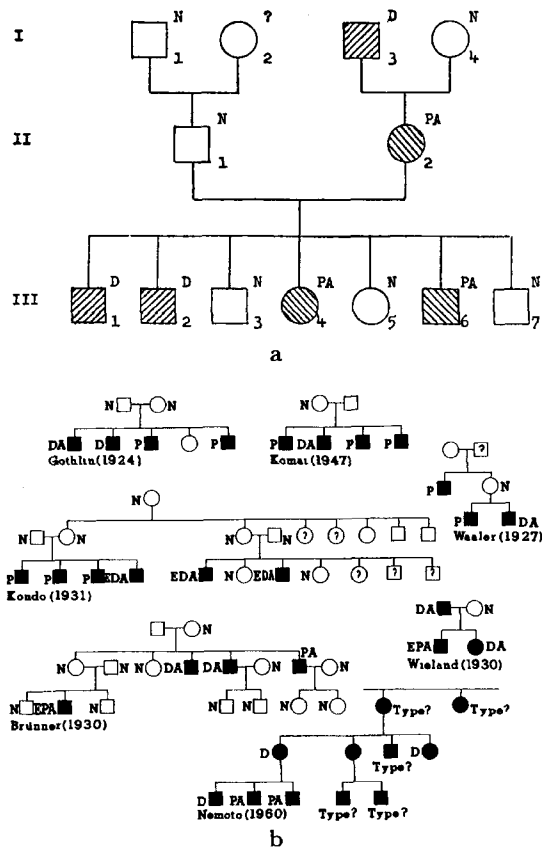 I N ? D N
1 2 3 4
II N PA
1 2
III D D N PA N PA N
1 2 3 4 5 6 7
a
N N N
DA D P P P DA P P
Gothlin(1924) Komai(1947)
?
P N
P DA
Waaler(1927)
N
N N N ? ?
P P P EDA EDA N EDA N ? ? ?
Kondo(1931)
DA N
EPA DA
Wieland(1930)
N
PA
N N N DA DA N N
N EPA N N N N N
Brunner(1930)
Type? Type?
D D
Type?
D PA PA
Nemoto(1960) Type? Type?
b